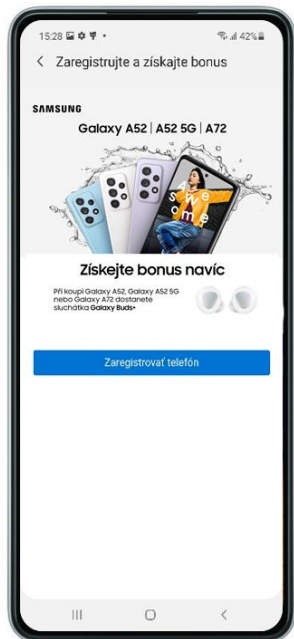 15:28 42%
Zaregistrujte a získajte bonus
SAMSUNG
Galaxy A52 | A52 5G | A72
Awesome
Získejte bonus navíc
Při koupi Galaxy A52, Galaxy A52 5G
nebo Galaxy A72 dostanete
sluchátka Galaxy Buds+
Zaregistrovať telefón